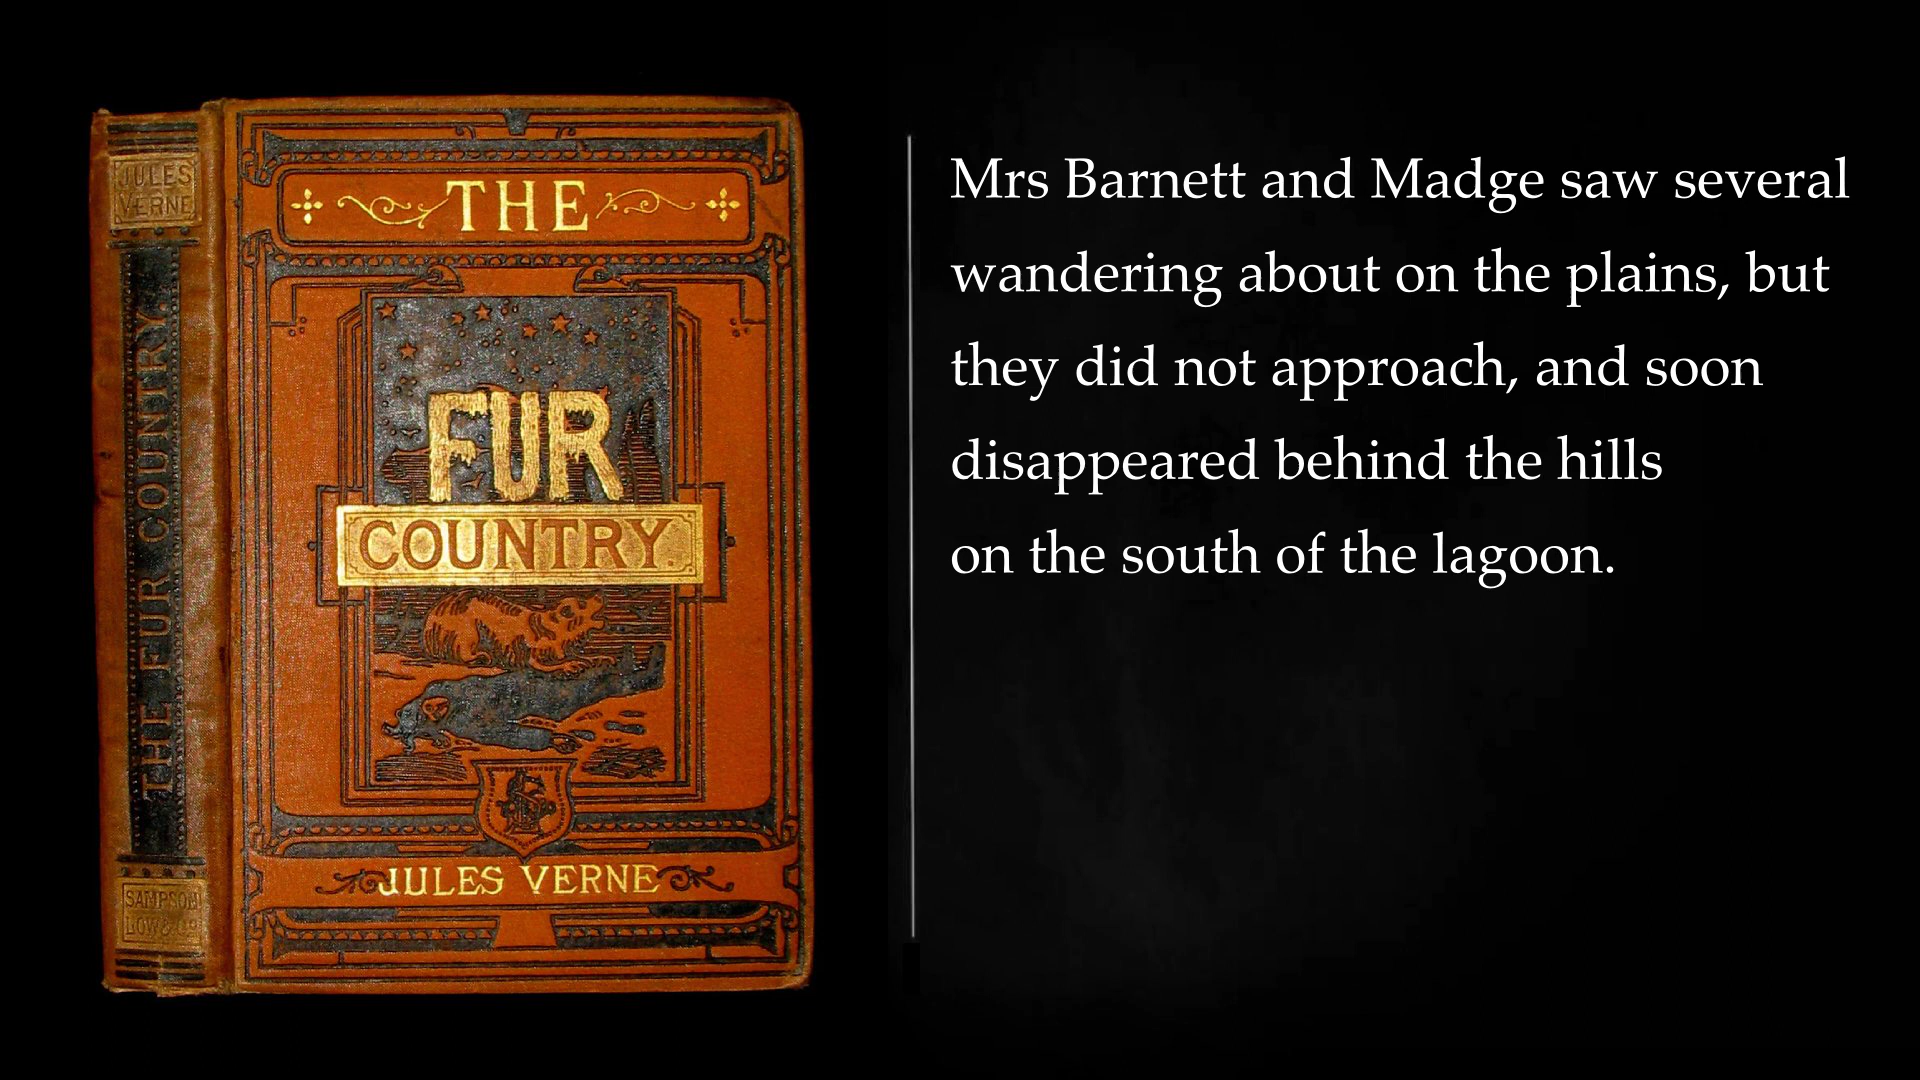 JULES
VERNE
THE FUR COUNTRY.
SAMPSON
LOW & Co
THE
FUR
COUNTRY.
JULES VERNE
Mrs Barnett and Madge saw several
wandering about on the plains, but
they did not approach, and soon
disappeared behind the hills
on the south of the lagoon.